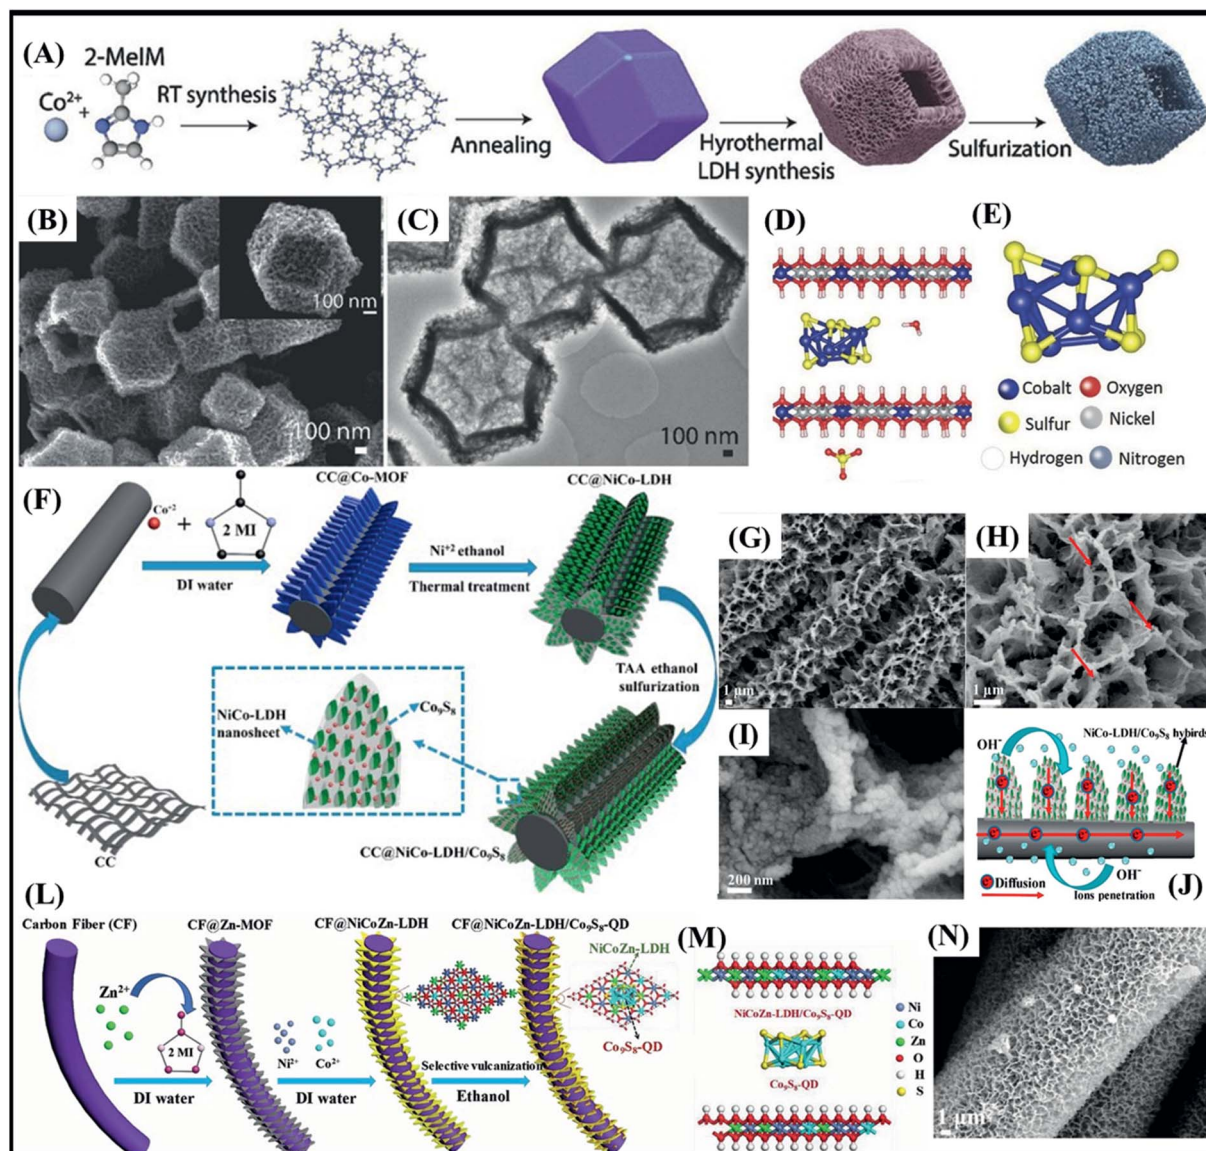 (A)
2-MeIM
Co²⁺ +
RT synthesis
Annealing
Hyrothermal
LDH synthesis
Sulfurization
(B)
100 nm
100 nm
(C)
100 nm
(D)
(E)
Cobalt
Oxygen
Sulfur
Nickel
Hydrogen
Nitrogen
(F)
Co⁺²
+
2 MI
DI water
CC@Co-MOF
Ni⁺² ethanol
Thermal treatment
CC@NiCo-LDH
TAA ethanol
sulfurization
NiCo-LDH
nanosheet
Co₉S₈
CC
CC@NiCo-LDH/Co₉S₈
(G)
1 μm
(H)
1 μm
(I)
200 nm
NiCo-LDH/Co₉S₈ hybirds
OH⁻
OH⁻
Diffusion
Ions penetration
(J)
(L)
Carbon Fiber (CF)
CF@Zn-MOF
CF@NiCoZn-LDH
CF@NiCoZn-LDH/Co₉S₈-QD
Zn²⁺
2 MI
DI water
Ni²⁺
Co²⁺
DI water
Selective vulcanization
Ethanol
NiCoZn-LDH
Co₉S₈-QD
(M)
NiCoZn-LDH/Co₉S₈-QD
Co₉S₈-QD
Ni
Co
Zn
O
H
S
(N)
1 μm